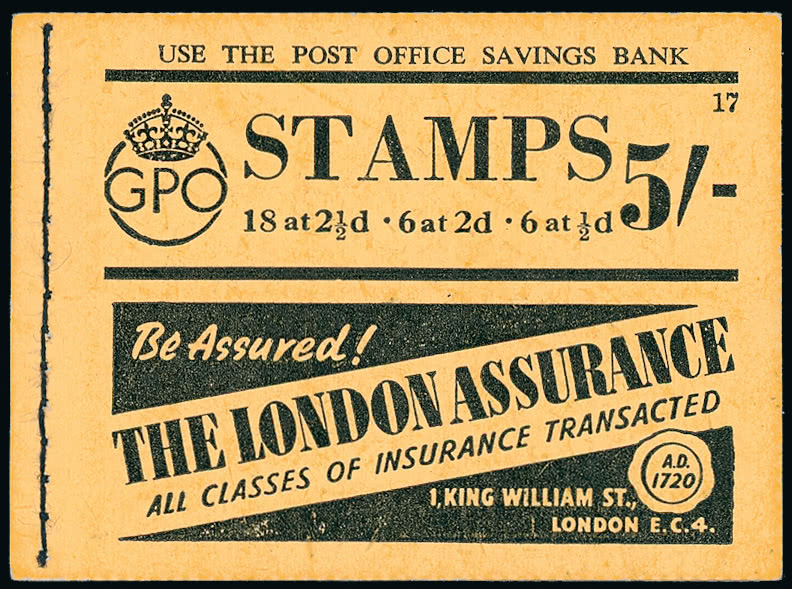 USE THE POST OFFICE SAVINGS BANK
17
GPO
STAMPS 5/-
18 at 2½d · 6 at 2d · 6 at ½d
Be Assured!
THE LONDON ASSURANCE
ALL CLASSES OF INSURANCE TRANSACTED
A.D.
1720
1, KING WILLIAM ST.,
LONDON E.C.4.